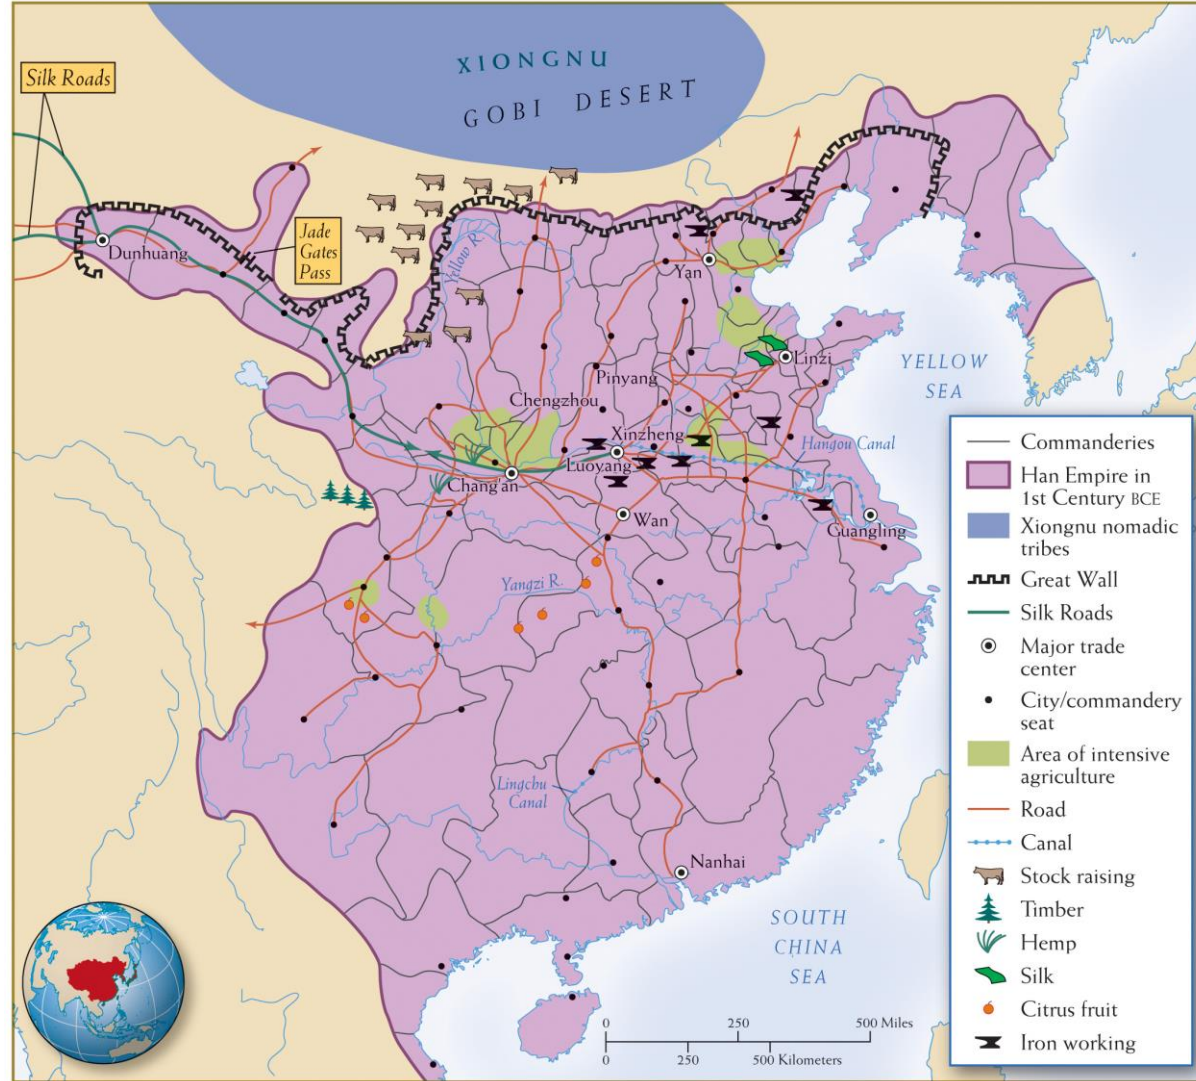 XIONGNU
GOBI DESERT
Silk Roads
Dunhuang
Jade
Gates
Pass
Yellow R.
Yan
Linzi
YELLOW
SEA
Pinyang
Chengzhou
Xinzheng
Hangou Canal
Luoyang
Chang'an
Wan
Guangling
Yangzi R.
Lingchu
Canal
Nanhai
SOUTH
CHINA
SEA
0 250 500 Miles
0 250 500 Kilometers
Commanderies
Han Empire in
1st Century BCE
Xiongnu nomadic
tribes
Great Wall
Silk Roads
Major trade
center
City/commandery
seat
Area of intensive
agriculture
Road
Canal
Stock raising
Timber
Hemp
Silk
Citrus fruit
Iron working